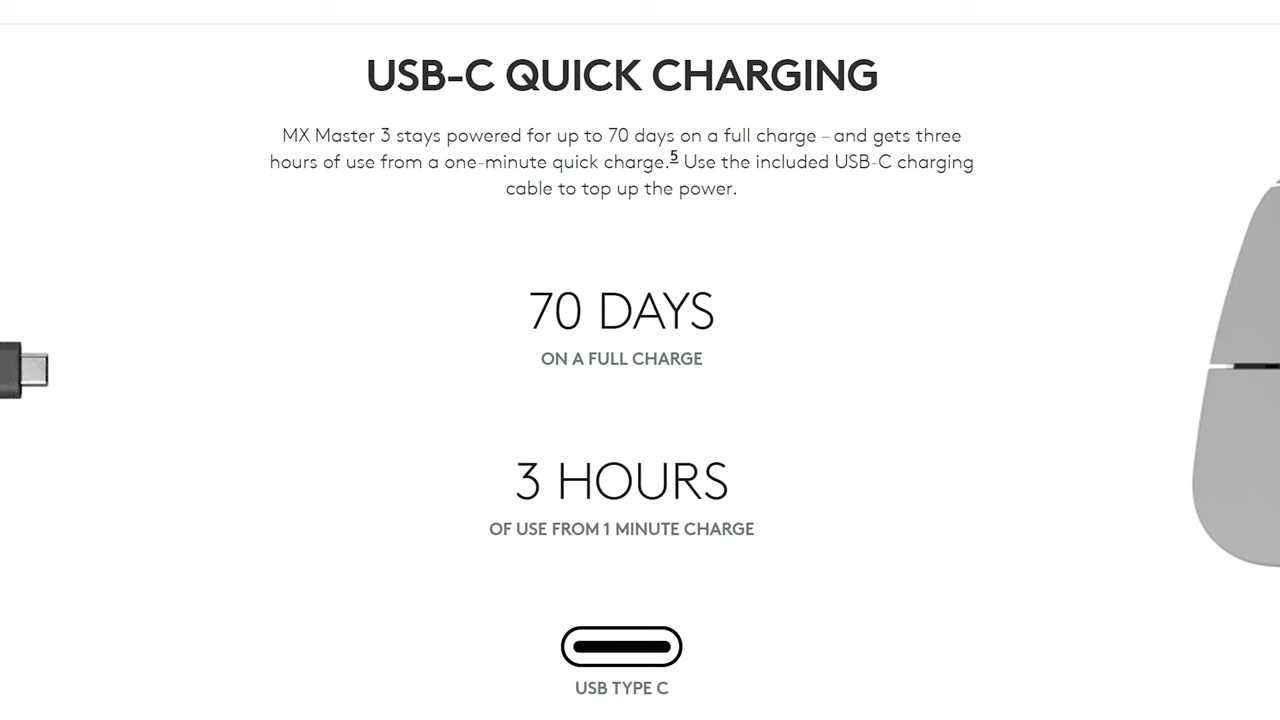 USB-C QUICK CHARGING
MX Master 3 stays powered for up to 70 days on a full charge – and gets three
hours of use from a one-minute quick charge.5 Use the included USB-C charging
cable to top up the power.
70 DAYS
ON A FULL CHARGE
3 HOURS
OF USE FROM 1 MINUTE CHARGE
USB TYPE C